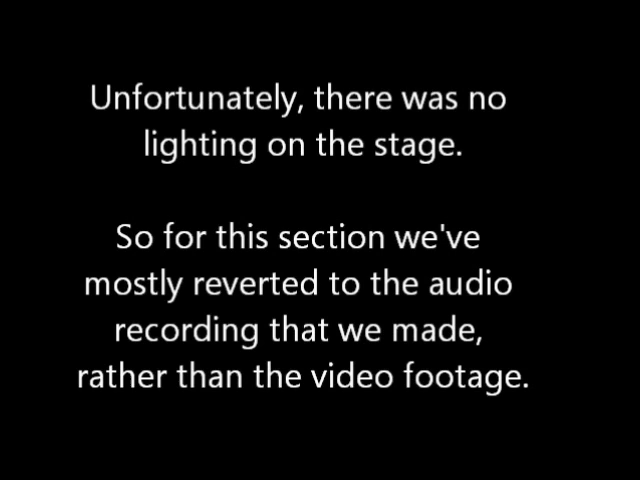 Unfortunately, there was no
lighting on the stage.
So for this section we've
mostly reverted to the audio
recording that we made,
rather than the video footage.